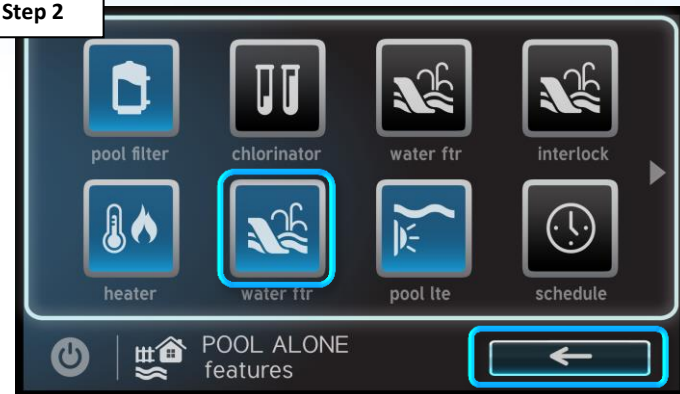 Step 2
pool filter chlorinator water ftr interlock
heater water ftr pool lte schedule
POOL ALONE
features